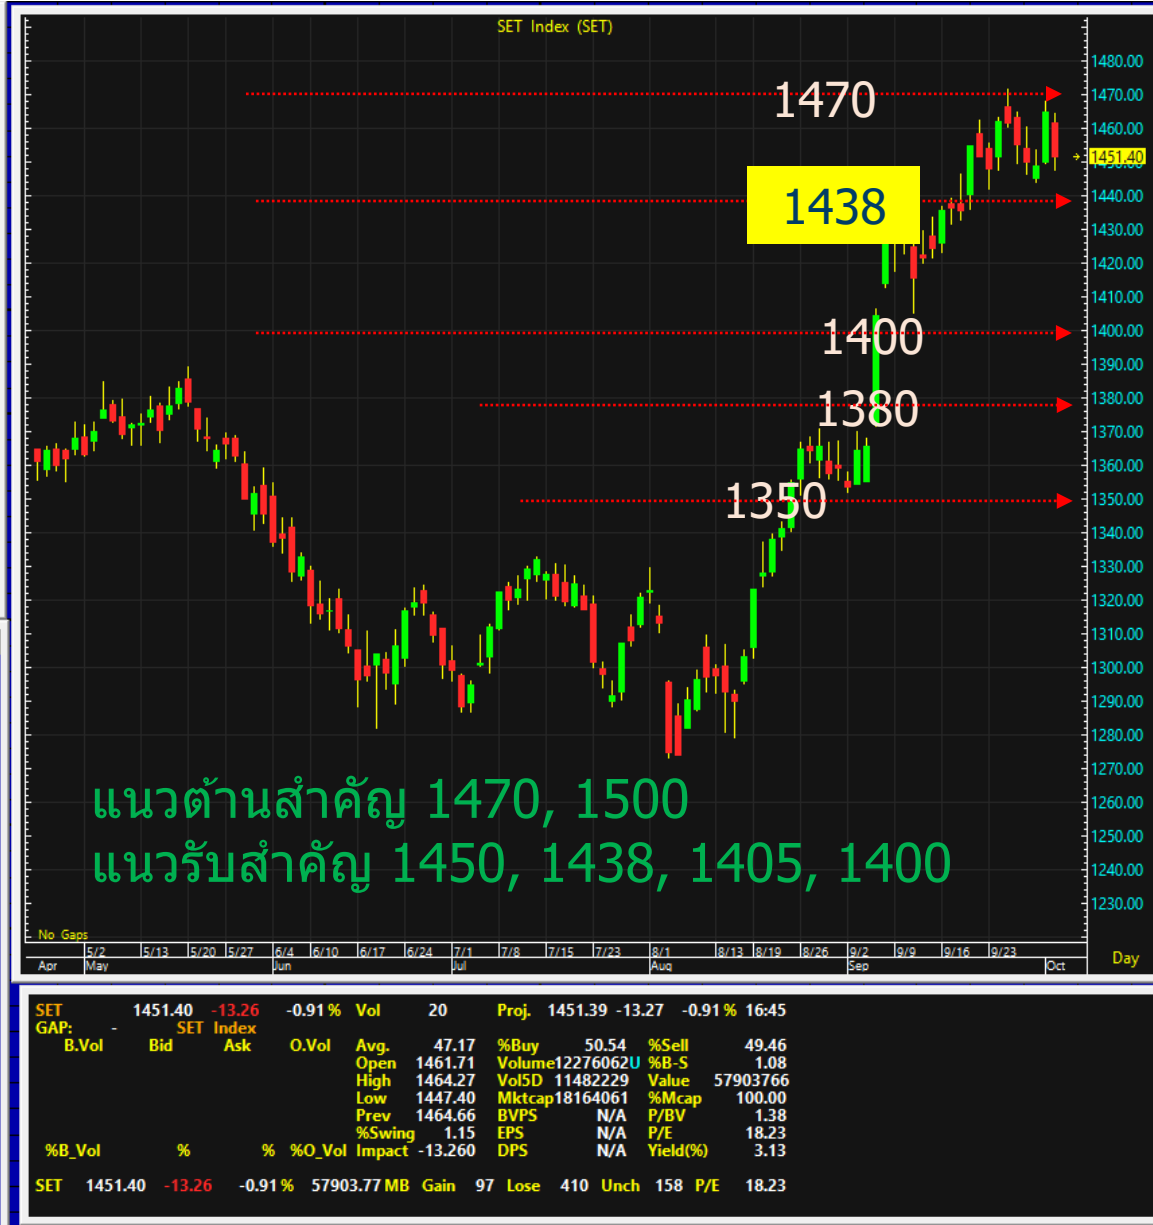 SET Index (SET)
1480.00
1470
1470.00
1460.00
1451.40
1438
1440.00
1430.00
1420.00
1410.00
1400
1400.00
1390.00
1380
1380.00
1370.00
1360.00
1350
1350.00
1340.00
1330.00
1320.00
1310.00
1300.00
1290.00
1280.00
1270.00
แนวต้านสำคัญ 1470, 1500
1260.00
1250.00
แนวรับสำคัญ 1450, 1438, 1405, 1400
1240.00
1230.00
No Gaps
5/2 5/13 5/20 5/27 6/4 6/10 6/17 6/24 7/1 7/8 7/15 7/23 8/1 8/13 8/19 8/26 9/2 9/9 9/16 9/23
Apr May Jun Jul Aug Sep Oct Day
SET 1451.40 -13.26 -0.91% Vol 20 Proj. 1451.39 -13.27 -0.91% 16:45
GAP: - SET Index
B.Vol Bid Ask O.Vol Avg. 47.17 %Buy 50.54 %Sell 49.46
Open 1461.71 Volume 12276062U %B-S 1.08
High 1464.27 Vol5D 11482229 Value 57903766
Low 1447.40 Mktcap 18164061 %Mcap 100.00
Prev 1464.66 BVPS N/A P/BV 1.38
%Swing 1.15 EPS N/A P/E 18.23
%B_Vol % % %O_Vol Impact -13.260 DPS N/A Yield(%) 3.13
SET 1451.40 -13.26 -0.91% 57903.77 MB Gain 97 Lose 410 Unch 158 P/E 18.23